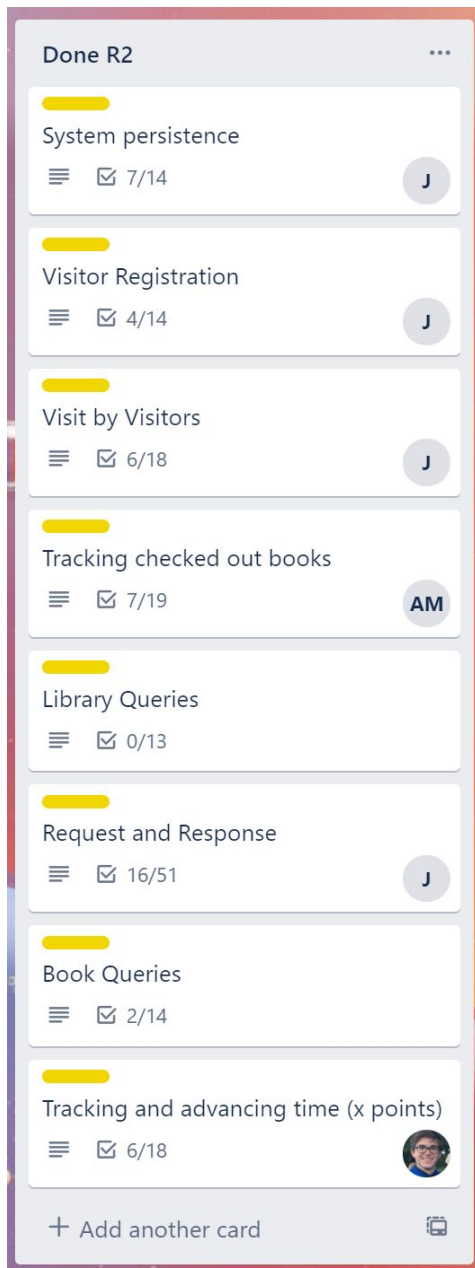 Done R2
System persistence
7/14
J
Visitor Registration
4/14
J
Visit by Visitors
6/18
J
Tracking checked out books
7/19
AM
Library Queries
0/13
Request and Response
16/51
J
Book Queries
2/14
Tracking and advancing time (x points)
6/18
+ Add another card